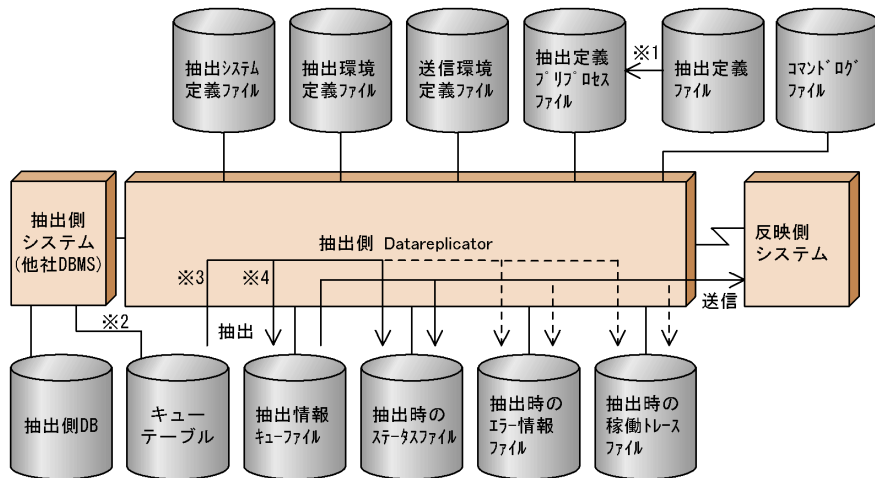 抽出システム
定義ファイル
抽出環境
定義ファイル
送信環境
定義ファイル
抽出定義
プリプロセス
ファイル
※1
抽出定義
ファイル
コマンドログ
ファイル
抽出側
システム
(他社DBMS)
抽出側 Datareplicator
反映側
システム
※3
※4
送信
※2
抽出
抽出側DB
キュー
テーブル
抽出情報
キューファイル
抽出時の
ステータスファイル
抽出時の
エラー情報
ファイル
抽出時の
稼働トレース
ファイル